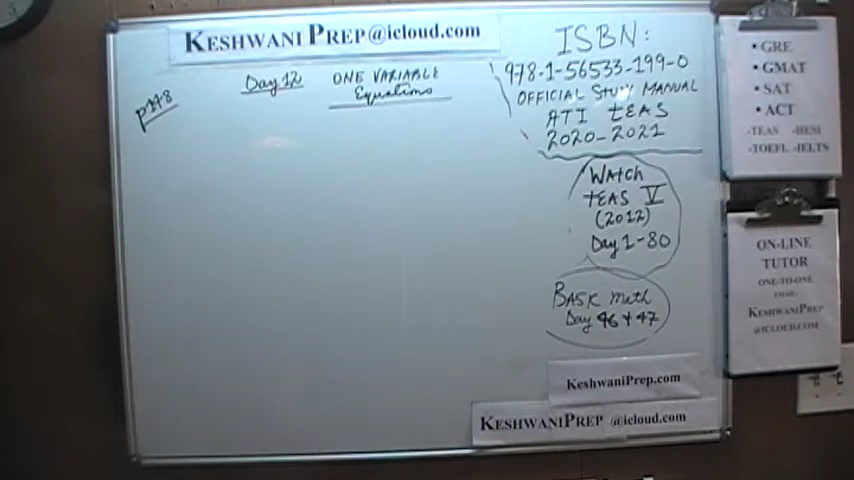 KESHWANI PREP@icloud.com
p178
Day 12
ONE VARIABLE
Equations
ISBN:
978-1-56533-199-0
OFFICIAL STUDY MANUAL
ATI TEAS
2020-2021
WATCH
TEAS V
(2012)
Day 1-80
BASIC Math
Day 46 + 47
KESHWANIPREP.com
KESHWANIPREP @icloud.com
• GRE
• GMAT
• SAT
• ACT
-TEAS -HESI
-TOEFL -IELTS
ON-LINE
TUTOR
ONE-TO-ONE
EMAIL:
KESHWANIPREP
@ICLOUD.COM